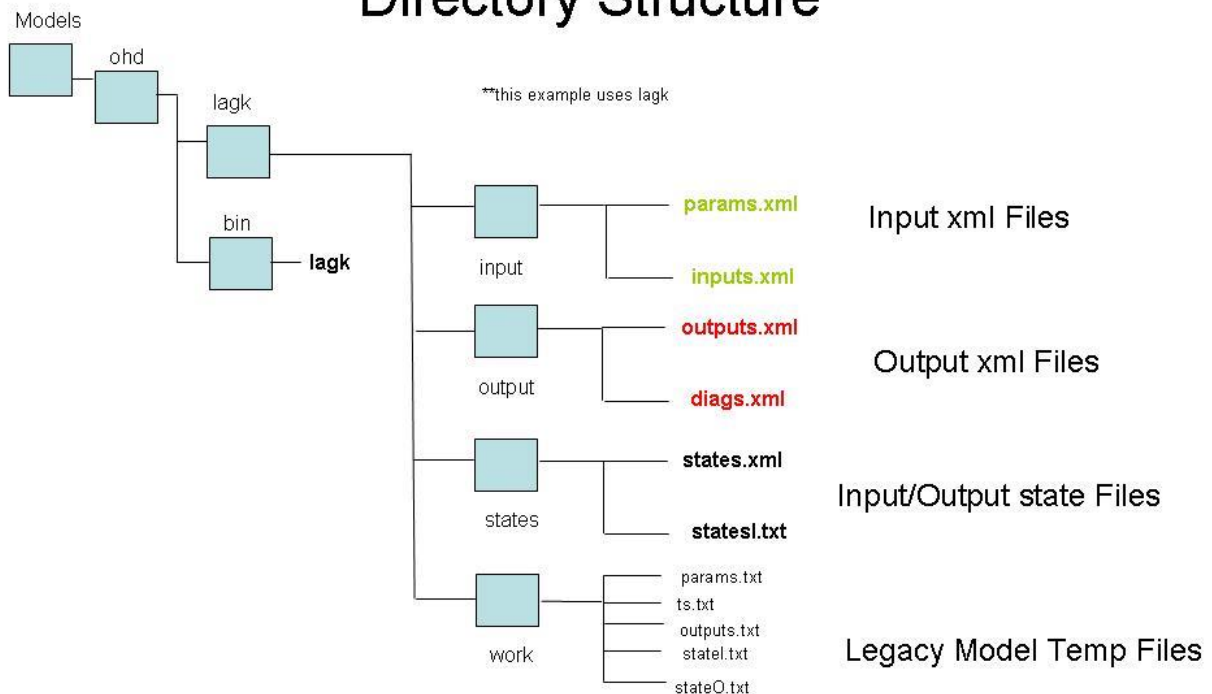 Directory Structure
Models
ohd
lagk
**this example uses lagk
bin
lagk
input
params.xml
inputs.xml
Input xml Files
output
outputs.xml
diags.xml
Output xml Files
states
states.xml
statesI.txt
Input/Output state Files
work
params.txt
ts.txt
outputs.txt
stateI.txt
stateO.txt
Legacy Model Temp Files